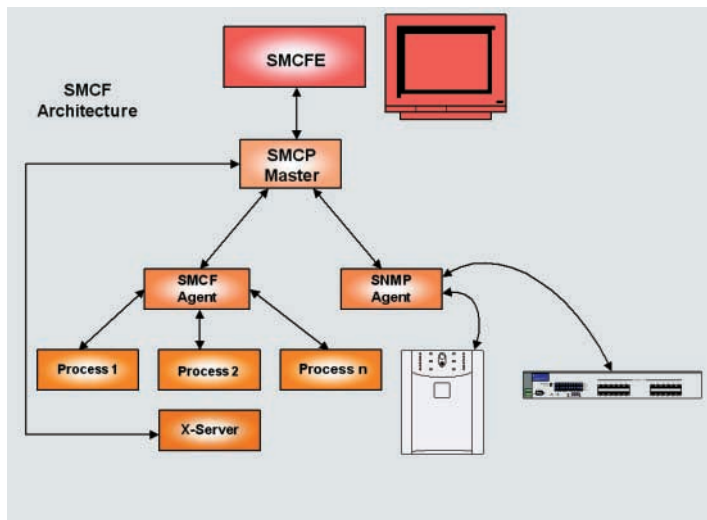 SMCFE
SMCF
Architecture
SMCP
Master
SMCF
Agent
SNMP
Agent
Process 1
Process 2
Process n
X-Server